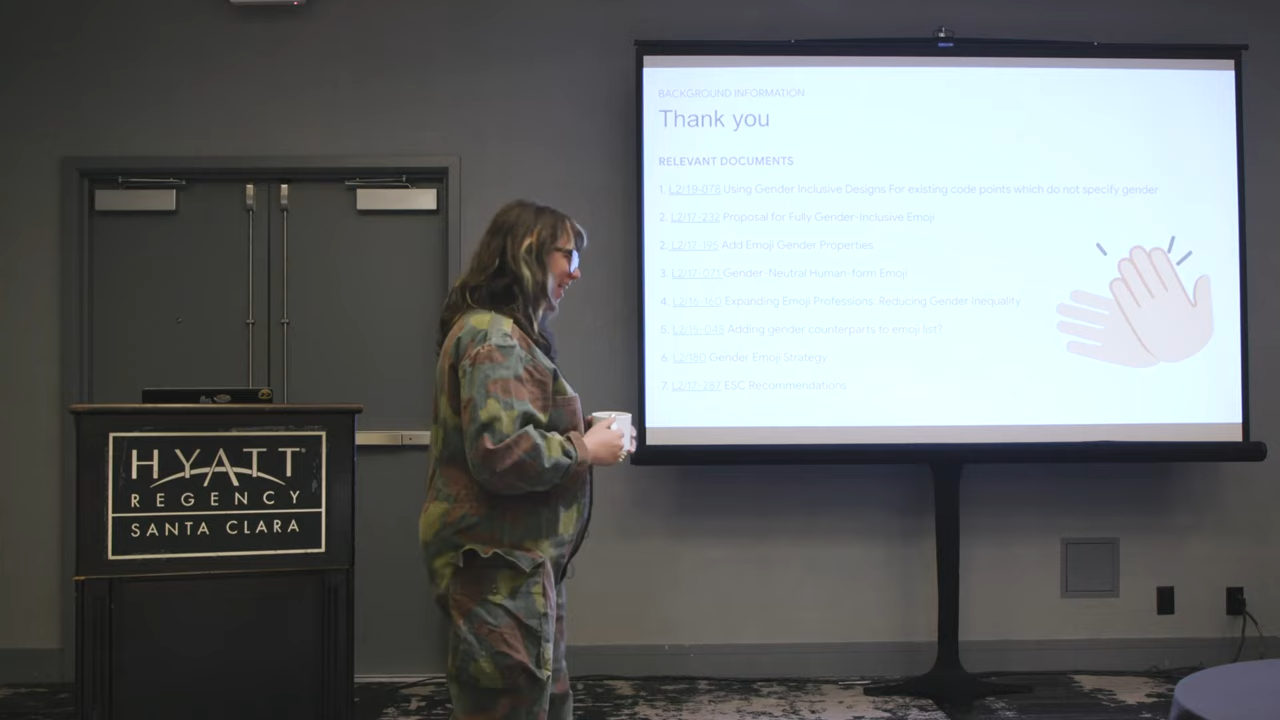 HYATT
REGENCY
SANTA CLARA
BACKGROUND INFORMATION
Thank you
RELEVANT DOCUMENTS
1. L2/19-078 Using Gender Inclusive Designs For existing code points which do not specify gender
2. L2/17-232 Proposal for Fully Gender-Inclusive Emoji
2. L2/17-195 Add Emoji Gender Properties
3. L2/17-071 Gender-Neutral Human-form Emoji
4. L2/16-160 Expanding Emoji Professions: Reducing Gender Inequality
5. L2/15-048 Adding gender counterparts to emoji list?
6. L2/180 Gender Emoji Strategy
7. L2/17-287 ESC Recommendations